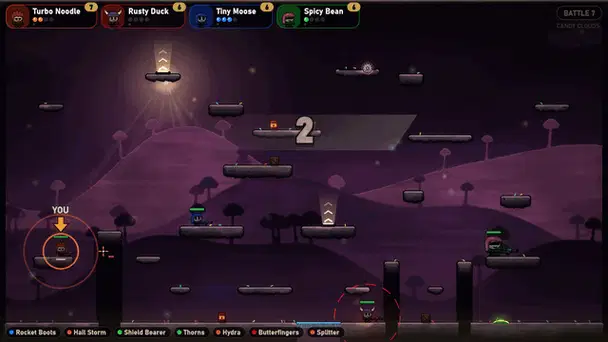 Turbo Noodle 7
Rusty Duck 6
Tiny Moose 6
Spicy Bean 6
BATTLE 7
CANDY CLOUDS
2
YOU
Rocket Boots Hail Storm Shield Bearer Thorns Hydra Butterfingers Splitter